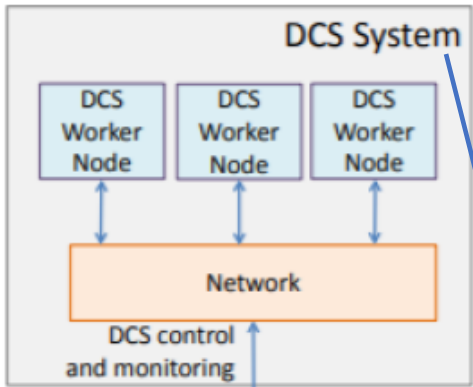 DCS System
DCS
Worker
Node
DCS
Worker
Node
DCS
Worker
Node
Network
DCS control
and monitoring